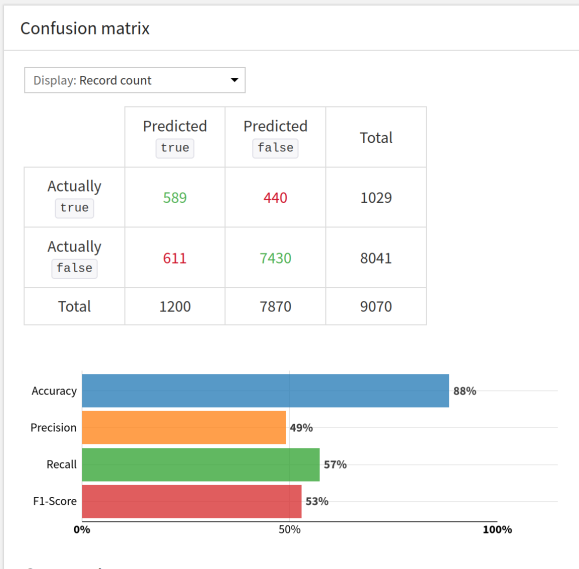 Confusion matrix
Display: Record count
Predicted true Predicted false Total
Actually true 589 440 1029
Actually false 611 7430 8041
Total 1200 7870 9070
Accuracy 88%
Precision 49%
Recall 57%
F1-Score 53%
0% 50% 100%